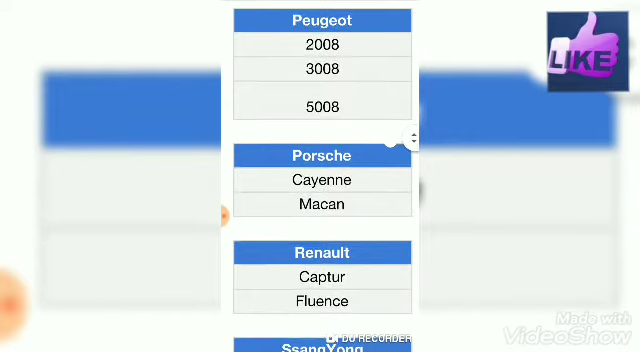 Peugeot
2008
3008
5008
Porsche
Cayenne
Macan
Renault
Captur
Fluence
SsangYong
LIKE
DU RECORDER
Made with
VideoShow